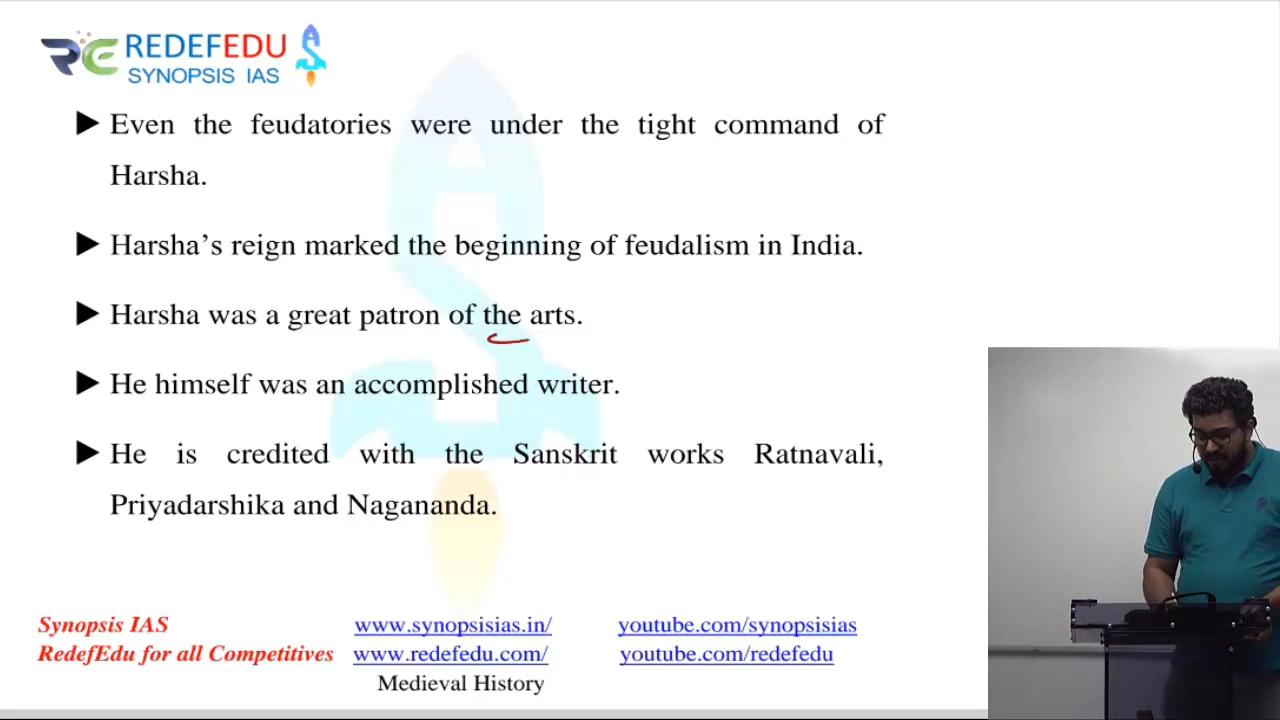 REDEFEDU
SYNOPSIS IAS
Even the feudatories were under the tight command of
Harsha.
Harsha’s reign marked the beginning of feudalism in India.
Harsha was a great patron of the arts.
He himself was an accomplished writer.
He is credited with the Sanskrit works Ratnavali,
Priyadarshika and Nagananda.
Synopsis IAS www.synopsisias.in/ youtube.com/synopsisias
RedefEdu for all Competitives www.redefedu.com/ youtube.com/redefedu
Medieval History